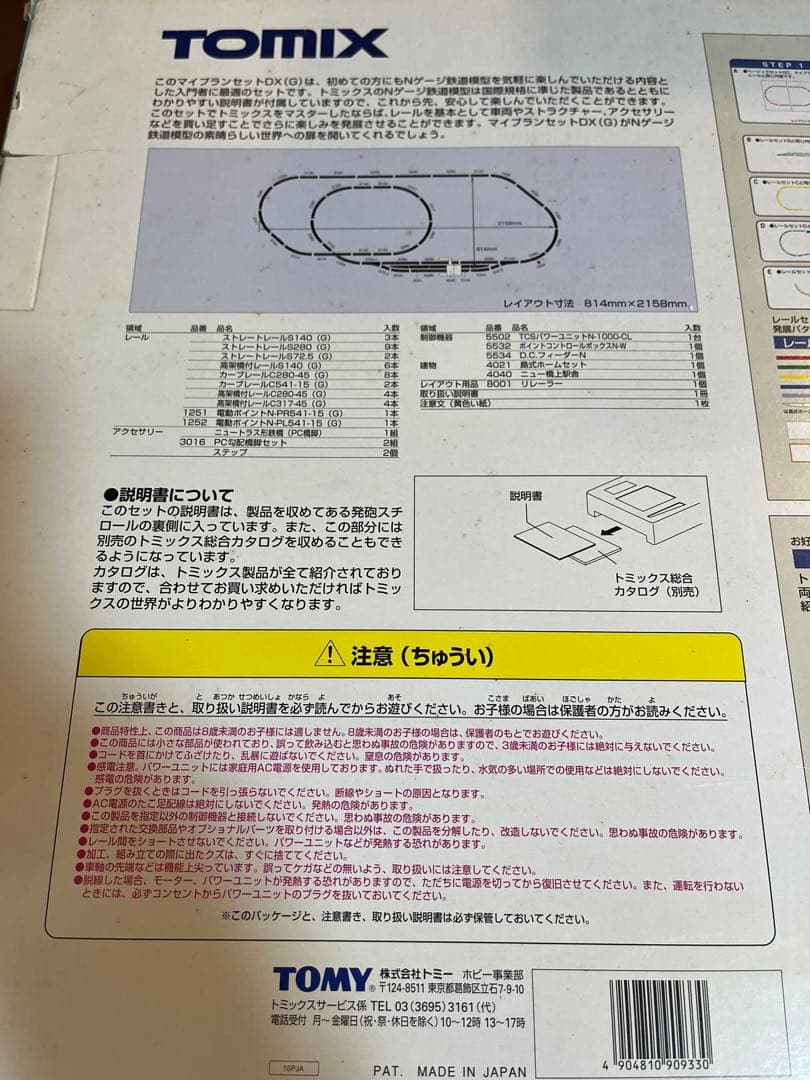 TOMIX
このマイプランセットDX(G)は、初めての方にもNゲージ鉄道模型を気軽に楽しんでいただける内容と
した入門者に最適のセットです。トミックスのNゲージ鉄道模型は国際規格に準じた製品であるとともに
わかりやすい説明書が付属していますので、これから先、安心して楽しんでいただくことができます。
このセットでトミックスをマスターしたならば、レールを基本として車両やストラクチャー、アクセサリー
などを買い足すことでさらに楽しみを発展させることができます。マイプランセットDX(G)がNゲージ
鉄道模型の素晴らしい世界への扉を開いてくれるでしょう。
2158mm
814mm
レイアウト寸法 814mm×2158mm
領域 品番 品名 入数
レール ストレートレールS140(G) 3本
ストレートレールS280(G) 9本
ストレートレールS72.5(G) 2本
高架橋付レールS140(G) 6本
カーブレールC280-45(G) 8本
カーブレールC541-15(G) 2本
高架橋付レールC280-45(G) 4本
高架橋付レールC317-45(G) 4本
1251 電動ポイントN-PR541-15(G) 1本
1252 電動ポイントN-PL541-15(G) 1本
アクセサリー ニュートラス形鉄橋(PC橋脚) 1組
3016 PC勾配橋脚セット 2組
ステップ 2個
領域 品番 品名 入数
制御機器 5502 TCSパワーユニットN-1000-CL 1台
5532 ポイントコントロールボックスN-W 1個
5534 D.C.フィーダーN 1個
建物 4021 島式ホームセット 1個
4040 ニュー橋上駅舎 1個
レイアウト用品 8001 リレーラー 1個
取り扱い説明書 1冊
注意文(黄色い紙) 1枚
●説明書について
このセットの説明書は、製品を収めてある発砲スチ
ロールの裏側に入っています。また、この部分には
別売のトミックス総合カタログを収めることもでき
るようになっています。
カタログは、トミックス製品が全て紹介されており
ますので、合わせてお買い求めいただければトミッ
クスの世界がよりわかりやすくなります。
説明書
トミックス総合
カタログ(別売)
注意(ちゅうい)
ちゅういが と あつか せつめいしょ かなら よ あそ こさま ばあい ほごしゃ かた よ
この注意書きと、取り扱い説明書を必ず読んでからお遊びください。お子様の場合は保護者の方がお読みください。
●商品特性上、この商品は8歳未満のお子様には適しません。8歳未満のお子様の場合は、保護者のもとでお遊びください。
●この商品には小さな部品が使われており、誤って飲み込むと思わぬ事故の危険がありますので、3歳未満のお子様には絶対に与えないでください。
●コードを首にかけてふざけたり、乱暴に遊ばないでください。窒息の危険があります。
●感電注意。パワーユニットには家庭用AC電源を使用しております。ぬれた手で扱ったり、水気の多い場所での使用などは絶対にしないでください。
感電の危険があります。
●プラグを抜くときはコードを引っ張らないでください。断線やショートの原因となります。
●AC電源のたこ足配線は絶対にしないでください。発熱の危険があります。
●この製品を指定以外の制御機器と接続しないでください。思わぬ事故の危険があります。
●指定された交換部品やオプショナルパーツを取り付ける場合以外は、この製品を分解したり、改造しないでください。思わぬ事故の危険があります。
●レール間をショートさせないでください。パワーユニットなどが発熱する恐れがあります。
●加工、組み立ての際に出たクズは、すぐに捨ててください。
●車軸の先端などは機能上尖っています。誤ってケガなどの無いよう、取り扱いには注意してください。
●脱線した場合、モーター、パワーユニットが発熱する恐れがありますので、ただちに電源を切ってから復旧させてください。また、運転を行わない
ときには、必ずコンセントからパワーユニットのプラグを抜いておいてください。
※このパッケージと、注意書き、取り扱い説明書は必ず保管しておいてください。
TOMY® 株式会社トミー ホビー事業部
〒124-8511 東京都葛飾区立石7-9-10
トミックスサービス係 TEL 03(3695)3161(代)
電話受付 月〜金曜日(祝・祭・休日を除く)10〜12時 13〜17時
16PJA
PAT. MADE IN JAPAN
4 904810 909330
STEP 1
A
B
C
D
E
レールセ
発展パタ
レール
お好